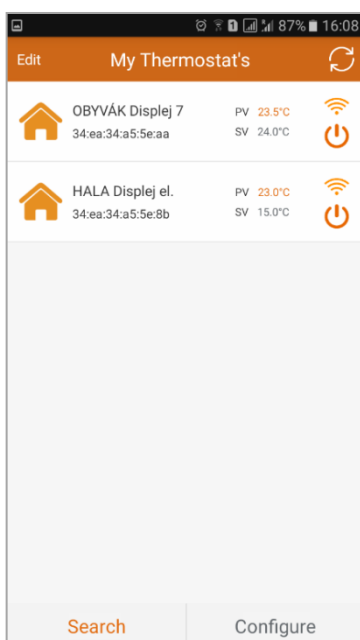 1 87% 16:08
Edit My Thermostat's
OBYVÁK Displej 7 PV 23.5°C
34:ea:34:a5:5e:aa SV 24.0°C
HALA Displej el. PV 23.0°C
34:ea:34:a5:5e:8b SV 15.0°C
Search Configure